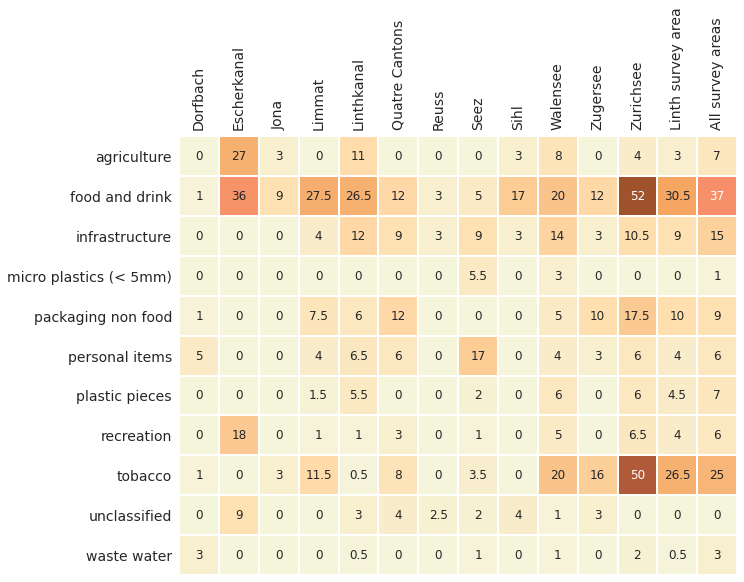 Dorfbach Escherkanal Jona Limmat Linthkanal Quatre Cantons Reuss Seez Sihl Walensee Zugersee Zurichsee Linth survey area All survey areas
agriculture 0 27 3 0 11 0 0 0 3 8 0 4 3 7
food and drink 1 36 9 27.5 26.5 12 3 5 17 20 12 52 30.5 37
infrastructure 0 0 0 4 12 9 3 9 3 14 3 10.5 9 15
micro plastics (< 5mm) 0 0 0 0 0 0 0 5.5 0 3 0 0 0 1
packaging non food 1 0 0 7.5 6 12 0 0 0 5 10 17.5 10 9
personal items 5 0 0 4 6.5 6 0 17 0 4 3 6 4 6
plastic pieces 0 0 0 1.5 5.5 0 0 2 0 6 0 6 4.5 7
recreation 0 18 0 1 1 3 0 1 0 5 0 6.5 4 6
tobacco 1 0 3 11.5 0.5 8 0 3.5 0 20 16 50 26.5 25
unclassified 0 9 0 0 3 4 2.5 2 4 1 3 0 0 0
waste water 3 0 0 0 0.5 0 0 1 0 1 0 2 0.5 3